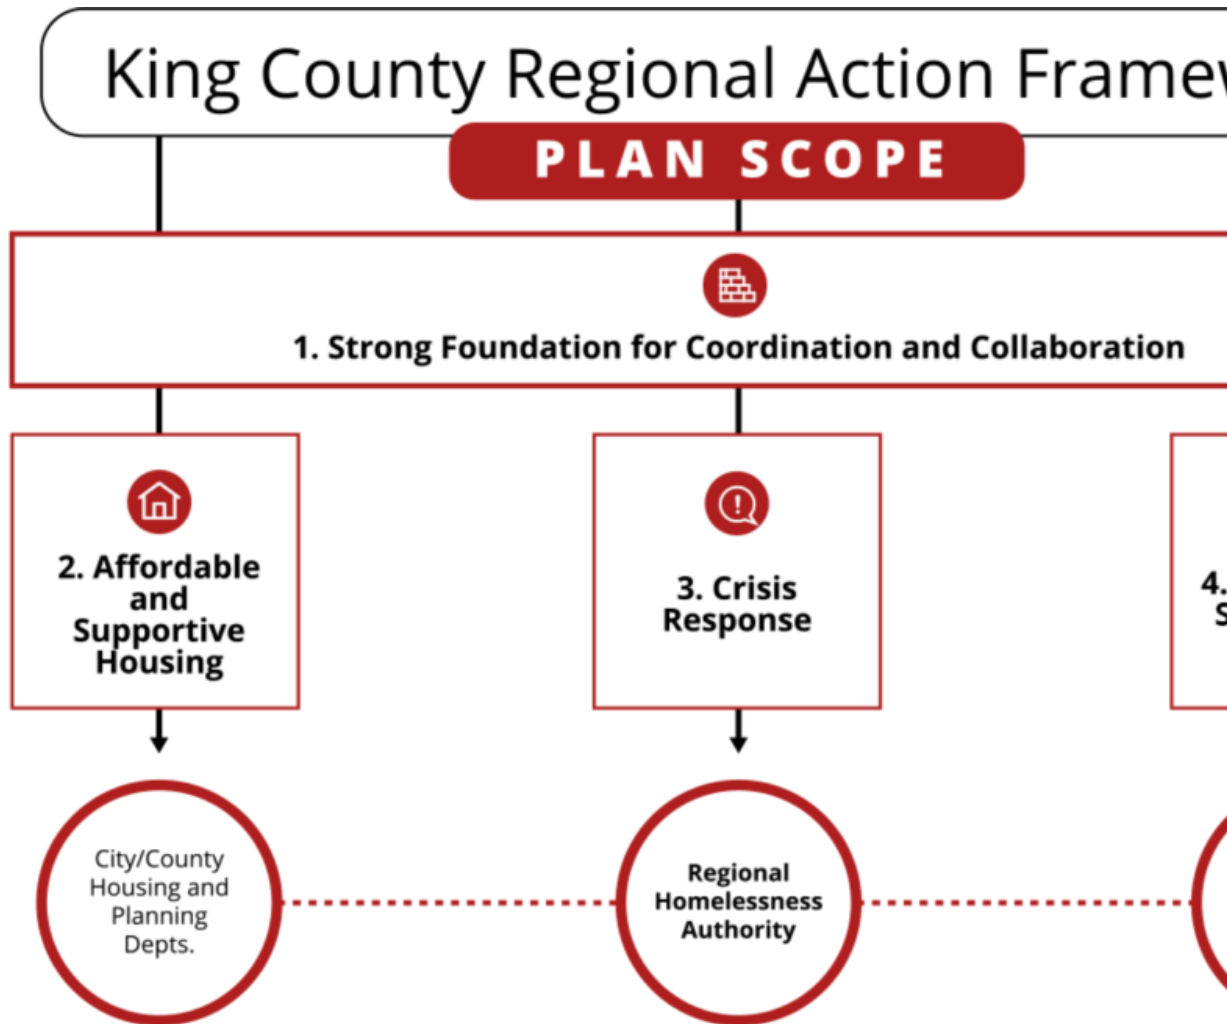 King County Regional Action Framew
PLAN SCOPE
1. Strong Foundation for Coordination and Collaboration
2. Affordable
and
Supportive
Housing
3. Crisis
Response
4.
S
City/County
Housing and
Planning
Depts.
Regional
Homelessness
Authority